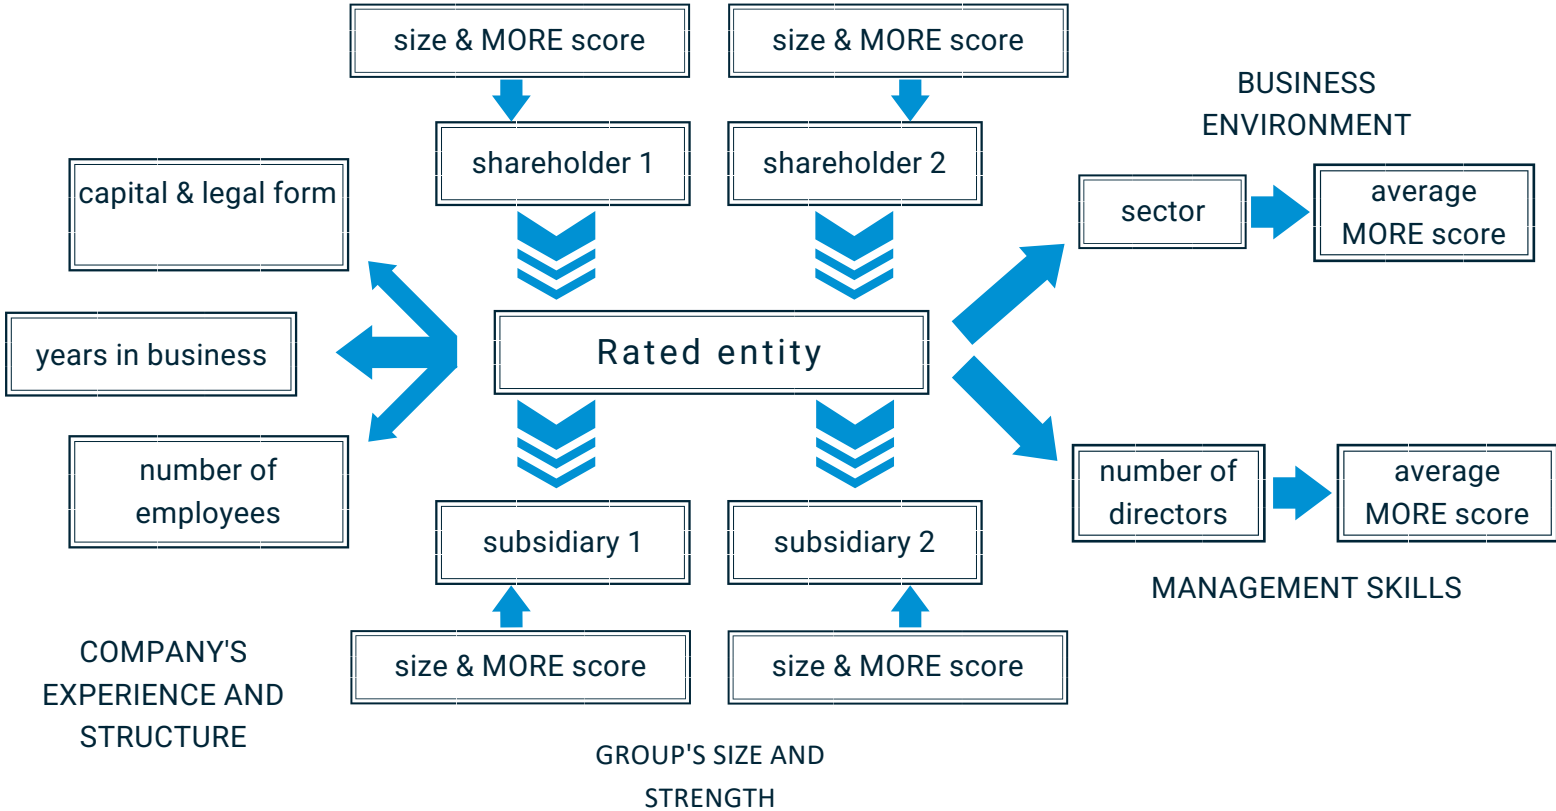 size & MORE score
size & MORE score
BUSINESS
ENVIRONMENT
shareholder 1
shareholder 2
capital & legal form
sector
average
MORE score
years in business
Rated entity
number of
employees
number of
directors
average
MORE score
subsidiary 1
subsidiary 2
MANAGEMENT SKILLS
COMPANY'S
EXPERIENCE AND
STRUCTURE
size & MORE score
size & MORE score
GROUP'S SIZE AND
STRENGTH